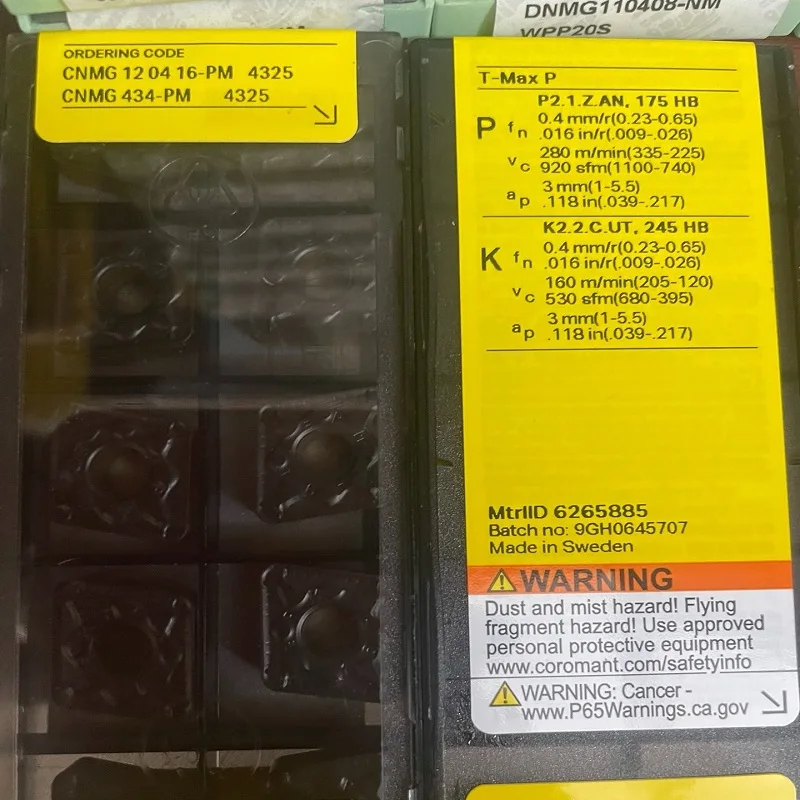 DNMG110408-NM
WPP20S
ORDERING CODE
CNMG 12 04 16-PM 4325
CNMG 434-PM 4325
T-Max P
P2.1.Z.AN, 175 HB
P fn 0.4 mm/r(0.23-0.65)
.016 in/r(.009-.026)
vc 280 m/min(335-225)
920 sfm(1100-740)
ap 3 mm(1-5.5)
.118 in(.039-.217)
K2.2.C.UT, 245 HB
K fn 0.4 mm/r(0.23-0.65)
.016 in/r(.009-.026)
vc 160 m/min(205-120)
530 sfm(680-395)
ap 3 mm(1-5.5)
.118 in(.039-.217)
MtrlID 6265885
Batch no: 9GH0645707
Made in Sweden
WARNING
Dust and mist hazard! Flying
fragment hazard! Use approved
personal protective equipment
www.coromant.com/safetyinfo
WARNING: Cancer -
www.P65Warnings.ca.gov